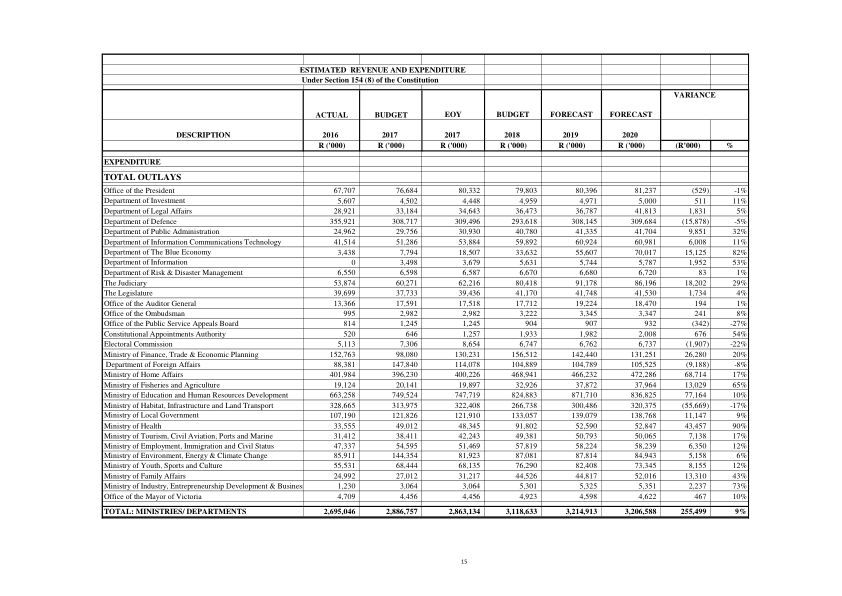 ESTIMATED REVENUE AND EXPENDITURE
Under Section 154 (8) of the Constitution
VARIANCE
ACTUAL BUDGET EOY BUDGET FORECAST FORECAST
DESCRIPTION 2016 2017 2017 2018 2019 2020
R ('000) R ('000) R ('000) R ('000) R ('000) R ('000) (R'000) %
EXPENDITURE
TOTAL OUTLAYS
Office of the President 67,707 76,684 80,332 79,803 80,396 81,237 (529) -1%
Department of Investment 5,607 4,502 4,448 4,959 4,971 5,000 511 11%
Department of Legal Affairs 28,921 33,184 34,643 36,473 36,787 41,813 1,831 5%
Department of Defence 355,921 308,717 309,496 293,618 308,145 309,684 (15,878) -5%
Department of Public Administration 24,962 29,756 30,930 40,780 41,335 41,704 9,851 32%
Department of Information Communications Technology 41,514 51,286 53,884 59,892 60,924 60,981 6,008 11%
Department of The Blue Economy 3,438 7,794 18,507 33,632 55,607 70,017 15,125 82%
Department of Information 0 3,498 3,679 5,631 5,744 5,787 1,952 53%
Department of Risk & Disaster Management 6,550 6,598 6,587 6,670 6,680 6,720 83 1%
The Judiciary 53,874 60,271 62,216 80,418 91,178 86,196 18,202 29%
The Legislature 39,699 37,733 39,436 41,170 41,748 41,530 1,734 4%
Office of the Auditor General 13,366 17,591 17,518 17,712 19,224 18,470 194 1%
Office of the Ombudsman 995 2,982 2,982 3,222 3,345 3,347 241 8%
Office of the Public Service Appeals Board 814 1,245 1,245 904 907 932 (342) -27%
Constitutional Appointments Authority 520 646 1,257 1,933 1,982 2,008 676 54%
Electoral Commission 5,113 7,306 8,654 6,747 6,762 6,737 (1,907) -22%
Ministry of Finance, Trade & Economic Planning 152,763 98,080 130,231 156,512 142,440 131,251 26,280 20%
Department of Foreign Affairs 88,381 147,840 114,078 104,889 104,789 105,525 (9,188) -8%
Ministry of Home Affairs 401,984 396,230 400,226 468,941 466,232 472,286 68,714 17%
Ministry of Fisheries and Agriculture 19,124 20,141 19,897 32,926 37,872 37,964 13,029 65%
Ministry of Education and Human Resources Development 663,258 749,524 747,719 824,883 871,710 836,825 77,164 10%
Ministry of Habitat, Infrastructure and Land Transport 328,665 313,975 322,408 266,738 300,486 320,375 (55,669) -17%
Ministry of Local Government 107,190 121,826 121,910 133,057 139,079 138,768 11,147 9%
Ministry of Health 33,555 49,012 48,345 91,802 52,590 52,847 43,457 90%
Ministry of Tourism, Civil Aviation, Ports and Marine 31,412 38,411 42,243 49,381 50,793 50,065 7,138 17%
Ministry of Employment, Immigration and Civil Status 47,337 54,595 51,469 57,819 58,224 58,239 6,350 12%
Ministry of Environment, Energy & Climate Change 85,911 144,354 81,923 87,081 87,814 84,943 5,158 6%
Ministry of Youth, Sports and Culture 55,531 68,444 68,135 76,290 82,408 73,345 8,155 12%
Ministry of Family Affairs 24,992 27,012 31,217 44,526 44,817 52,016 13,310 43%
Ministry of Industry, Entrepreneurship Development & Busines 1,230 3,064 3,064 5,301 5,325 5,351 2,237 73%
Office of the Mayor of Victoria 4,709 4,456 4,456 4,923 4,598 4,622 467 10%
TOTAL: MINISTRIES/ DEPARTMENTS 2,695,046 2,886,757 2,863,134 3,118,633 3,214,913 3,206,588 255,499 9%
15